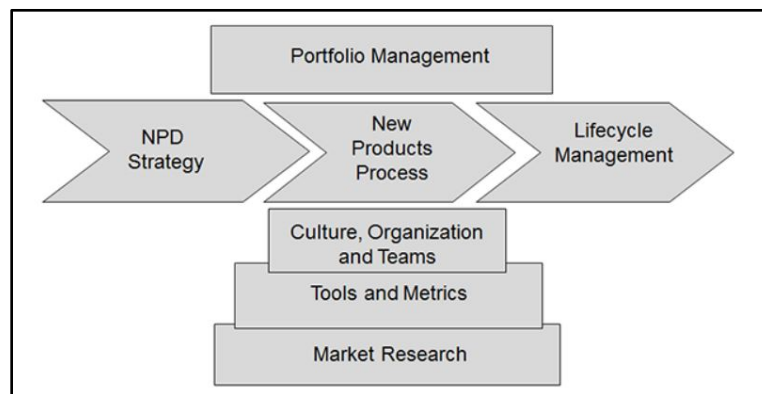 Portfolio Management
NPD
Strategy
New
Products
Process
Lifecycle
Management
Culture, Organization
and Teams
Tools and Metrics
Market Research